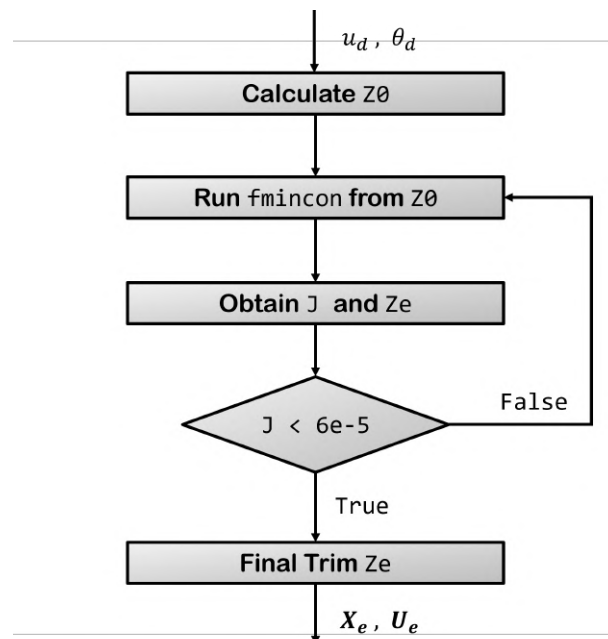 u_d , θ_d
Calculate Z0
Run fmincon from Z0
Obtain J and Ze
J < 6e-5
False
True
Final Trim Ze
X_e , U_e